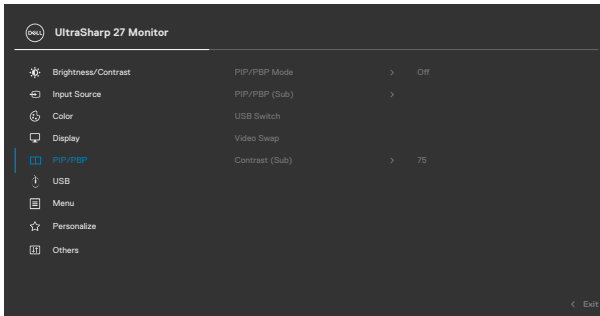 DELL
UltraSharp 27 Monitor
Brightness/Contrast PIP/PBP Mode > Off
Input Source PIP/PBP (Sub) >
Color USB Switch
Display Video Swap
PIP/PBP Contrast (Sub) > 75
USB
Menu
Personalize
Others
< Exit